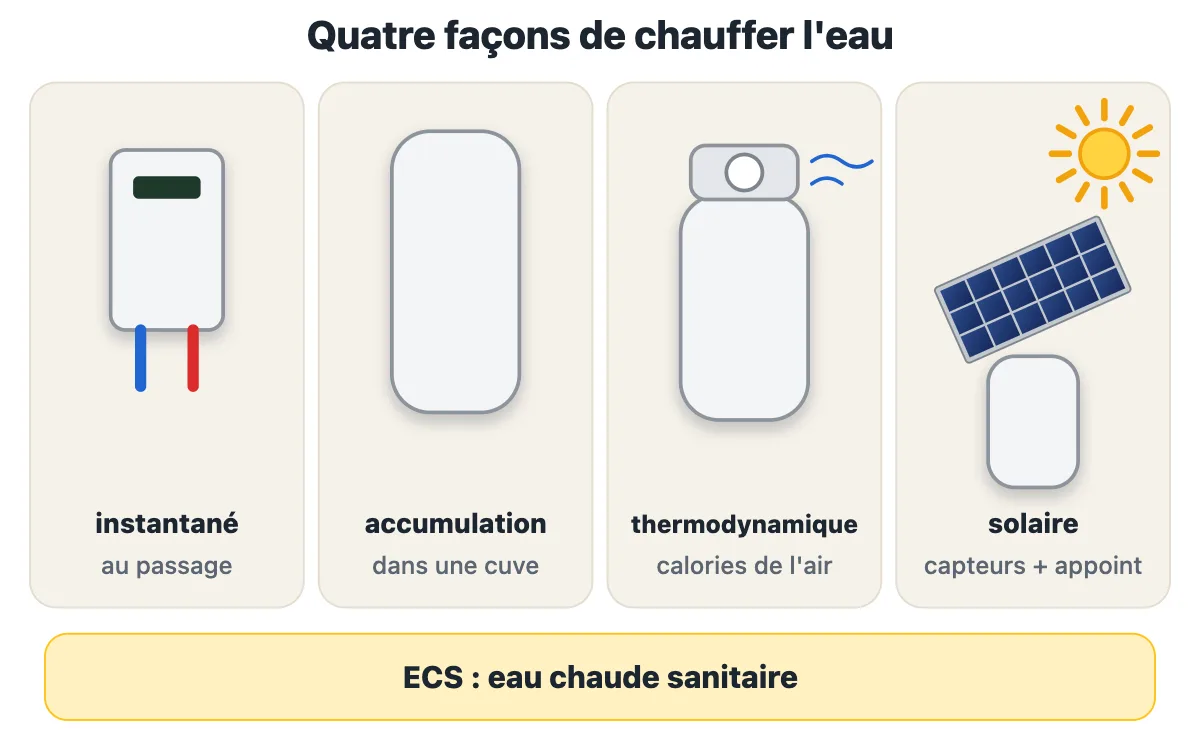 Quatre façons de chauffer l'eau
instantané
au passage
accumulation
dans une cuve
thermodynamique
calories de l'air
solaire
capteurs + appoint
ECS : eau chaude sanitaire